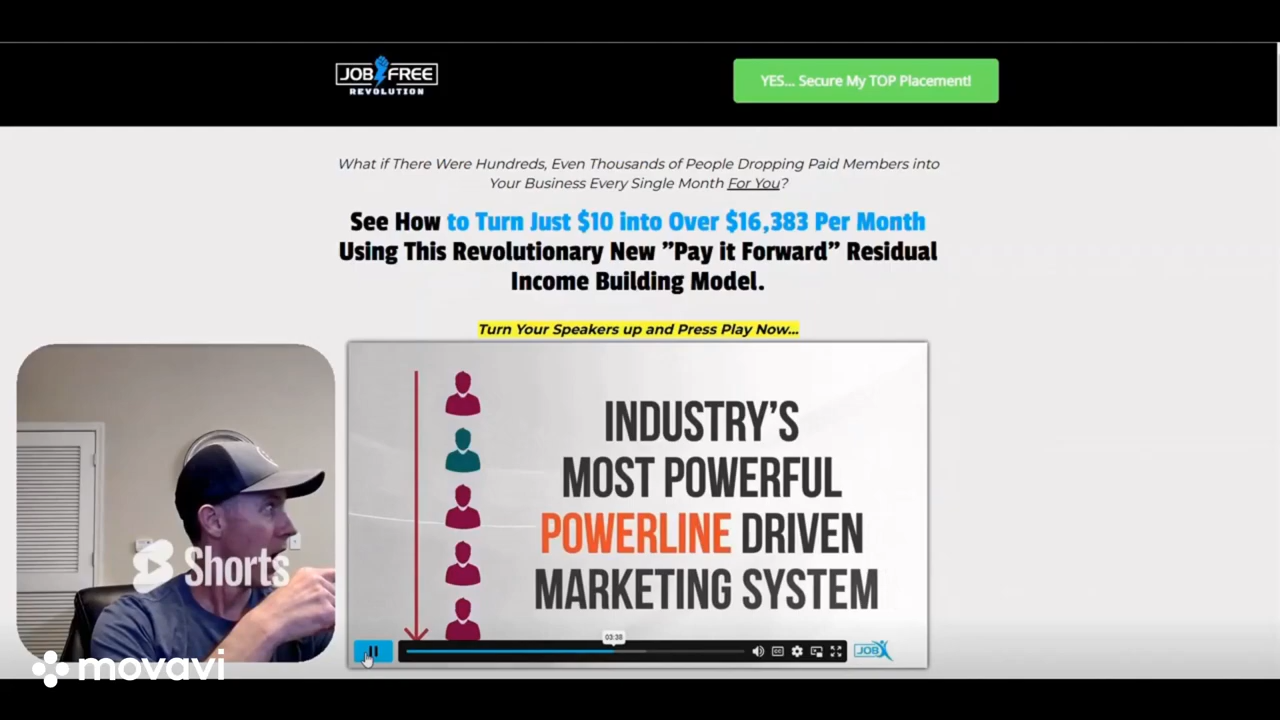 JOB FREE
REVOLUTION
YES... Secure My TOP Placement!
What if There Were Hundreds, Even Thousands of People Dropping Paid Members into
Your Business Every Single Month For You?
See How to Turn Just $10 into Over $16,383 Per Month
Using This Revolutionary New "Pay it Forward" Residual
Income Building Model.
Turn Your Speakers up and Press Play Now...
INDUSTRY'S
MOST POWERFUL
POWERLINE DRIVEN
MARKETING SYSTEM
03:38
CC
JOBX
Shorts
movavi